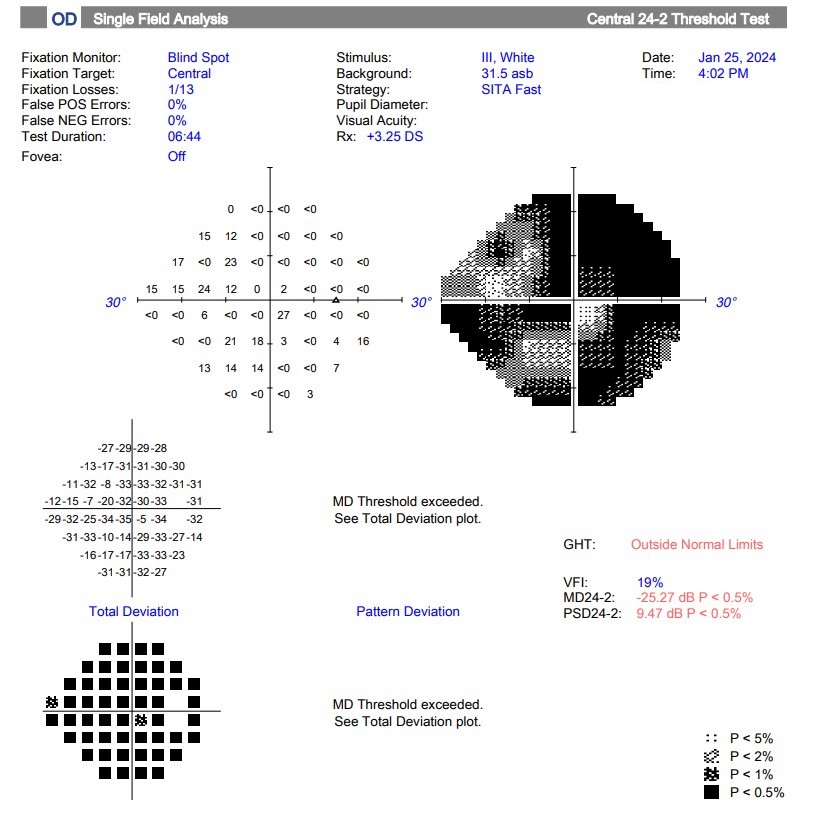 OD Single Field Analysis Central 24-2 Threshold Test
Fixation Monitor: Blind Spot Stimulus: III, White Date: Jan 25, 2024
Fixation Target: Central Background: 31.5 asb Time: 4:02 PM
Fixation Losses: 1/13 Strategy: SITA Fast
False POS Errors: 0% Pupil Diameter:
False NEG Errors: 0% Visual Acuity:
Test Duration: 06:44 Rx: +3.25 DS
Fovea: Off
0 <0 <0 <0
15 12 <0 <0 <0 <0
17 <0 23 <0 <0 <0 <0 <0
15 15 24 12 0 2 <0 <0 <0
30° 30° 30°
<0 <0 6 <0 <0 27 <0 <0 <0
<0 <0 21 18 3 <0 4 16
13 14 14 <0 <0 7
<0 <0 <0 3
-27 -29 -29 -28
-13 -17 -31 -31 -30 -30
-11 -32 -8 -33 -33 -32 -31 -31
-12 -15 -7 -20 -32 -30 -33 -31
-29 -32 -25 -34 -35 -5 -34 -32
-31 -33 -10 -14 -29 -33 -27 -14
-16 -17 -17 -33 -33 -23
-31 -31 -32 -27
MD Threshold exceeded.
See Total Deviation plot.
GHT: Outside Normal Limits
VFI: 19%
MD24-2: -25.27 dB P < 0.5%
PSD24-2: 9.47 dB P < 0.5%
Total Deviation Pattern Deviation
MD Threshold exceeded.
See Total Deviation plot.
P < 5%
P < 2%
P < 1%
P < 0.5%